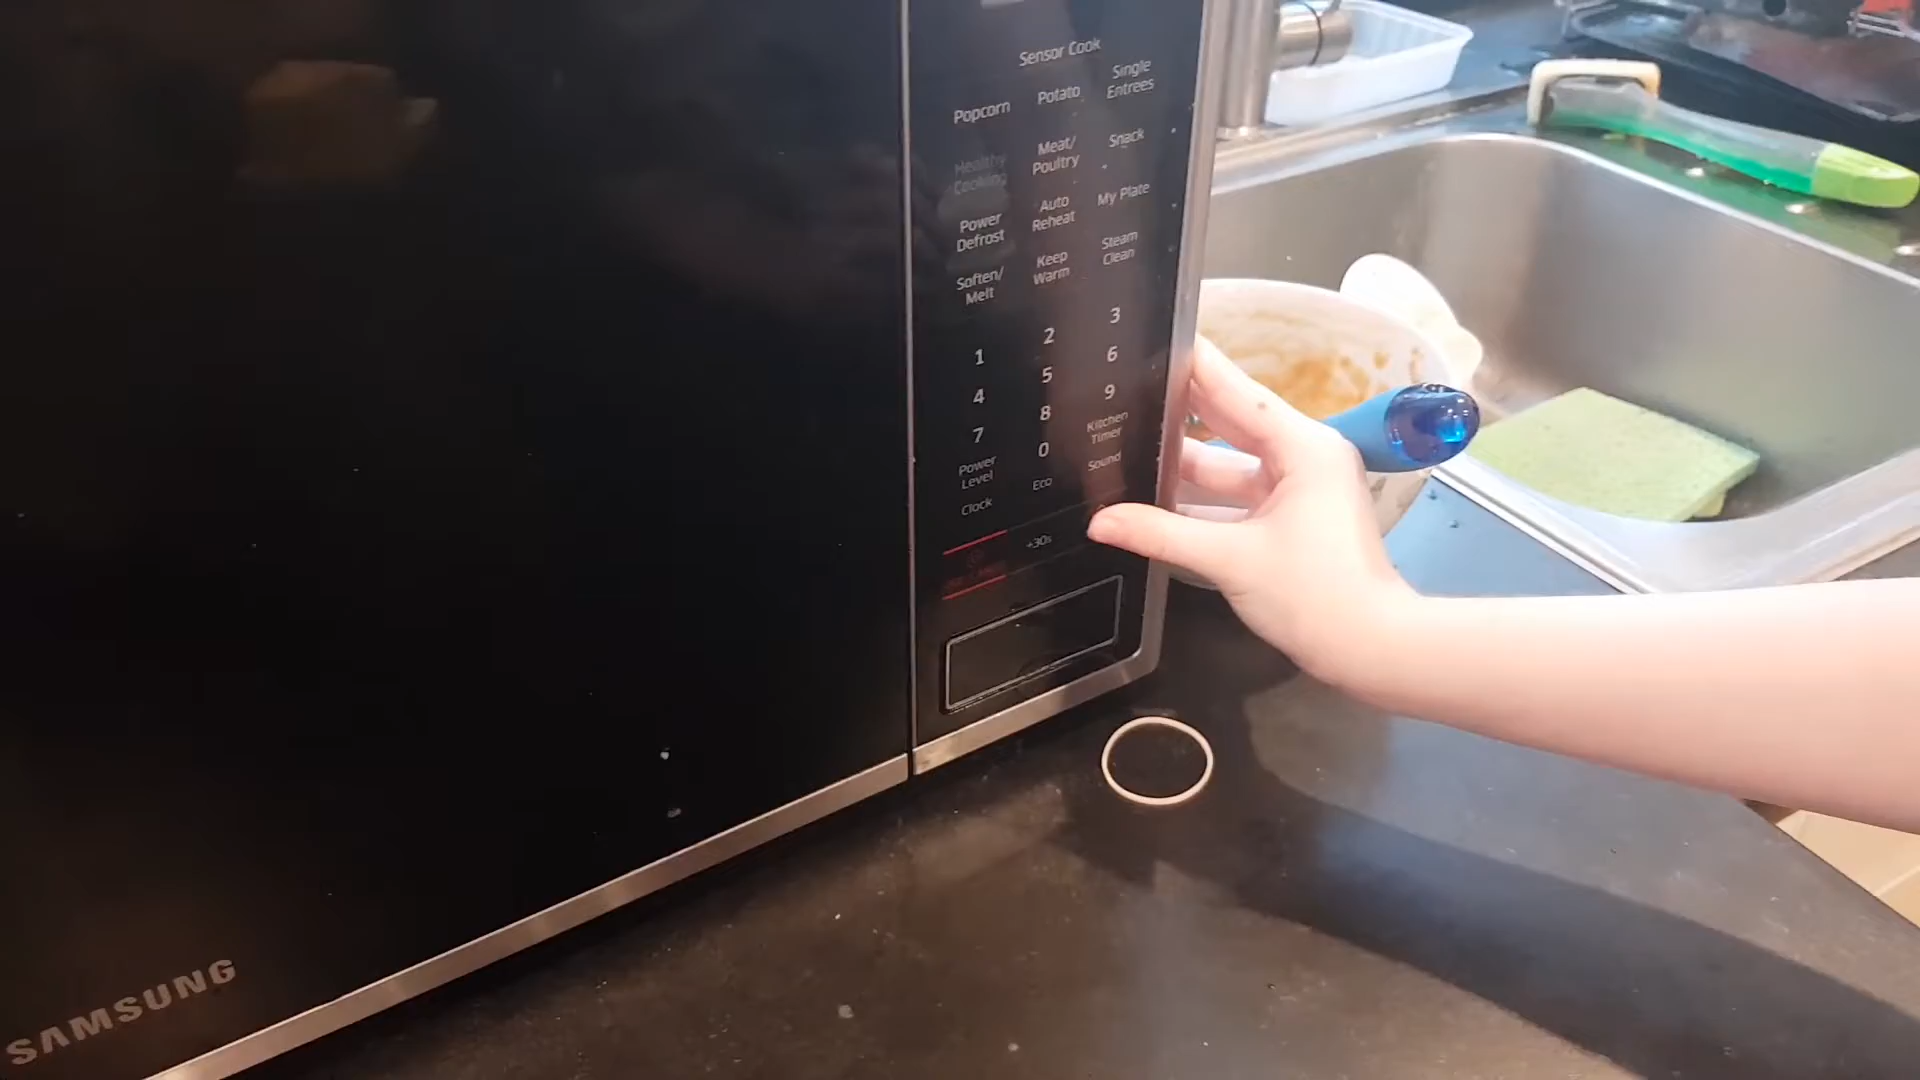 Sensor Cook
Popcorn
Potato
Single
Entrees
Healthy
Cooking
Meat/
Poultry
Snack
Power
Defrost
Auto
Reheat
My Plate
Soften/
Melt
Keep
Warm
Steam
Clean
1
2
3
4
5
6
7
8
9
Power
Level
0
Kitchen
Timer
Clock
Eco
Sound
+30s
SAMSUNG